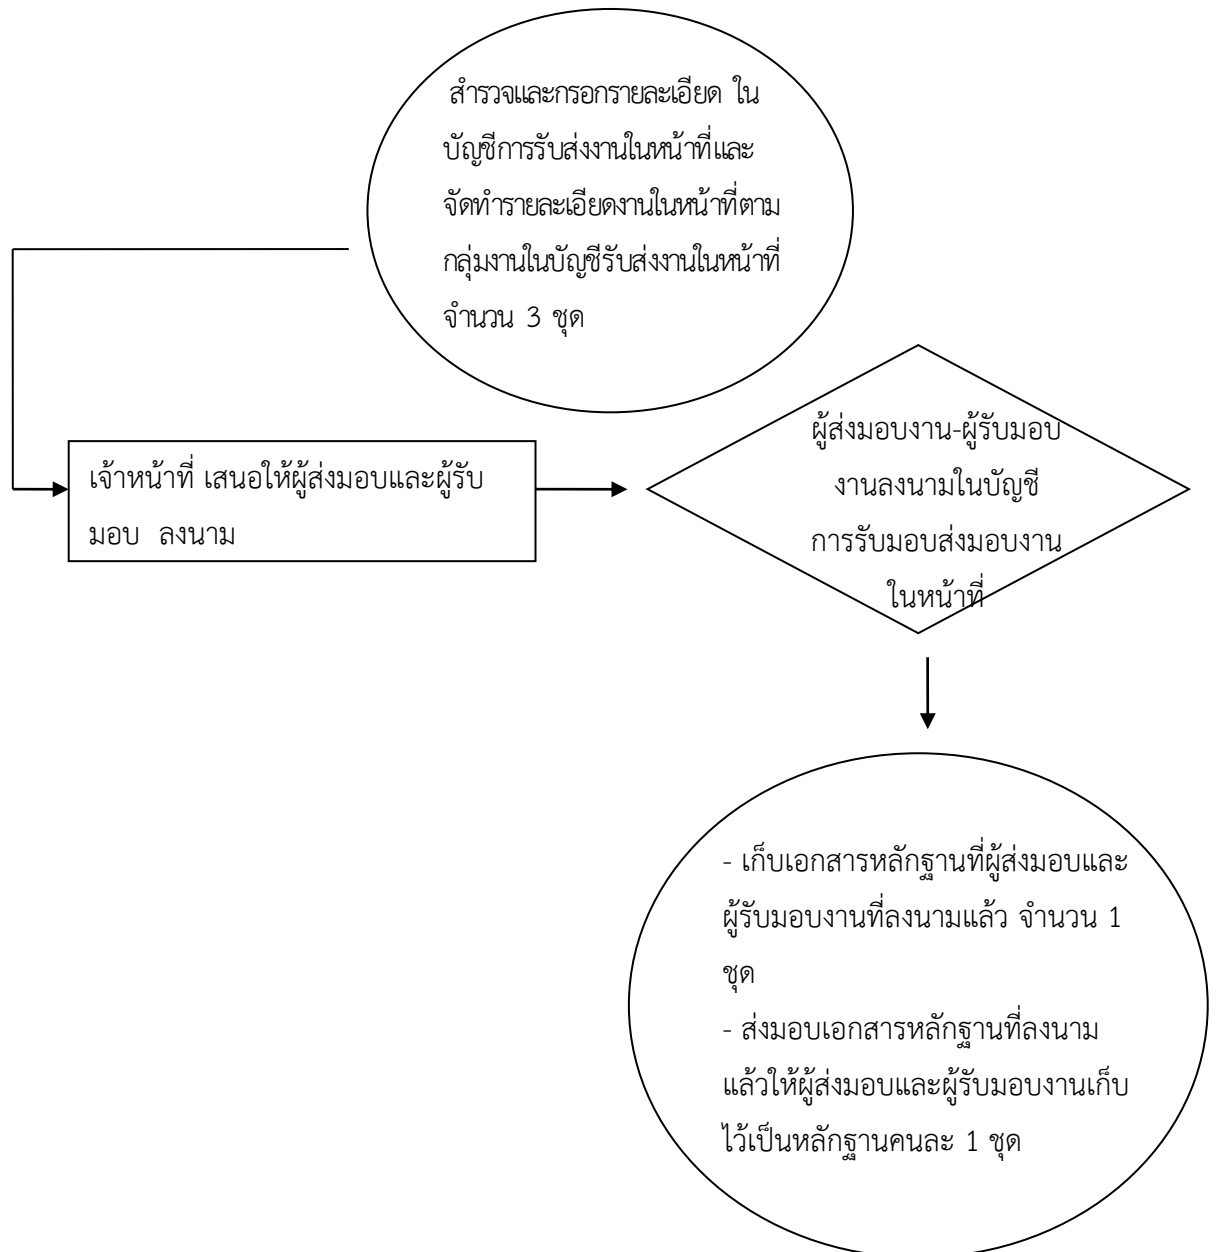 สำรวจและกรอกรายละเอียด ใน
บัญชีการรับส่งงานในหน้าที่และ
จัดทำรายละเอียดงานในหน้าที่ตาม
กลุ่มงานในบัญชีรับส่งงานในหน้าที่
จำนวน 3 ชุด
เจ้าหน้าที่ เสนอให้ผู้ส่งมอบและผู้รับ
มอบ ลงนาม
ผู้ส่งมอบงาน-ผู้รับมอบ
งานลงนามในบัญชี
การรับมอบส่งมอบงาน
ในหน้าที่
- เก็บเอกสารหลักฐานที่ผู้ส่งมอบและ
ผู้รับมอบงานที่ลงนามแล้ว จำนวน 1
ชุด
- ส่งมอบเอกสารหลักฐานที่ลงนาม
แล้วให้ผู้ส่งมอบและผู้รับมอบงานเก็บ
ไว้เป็นหลักฐานคนละ 1 ชุด